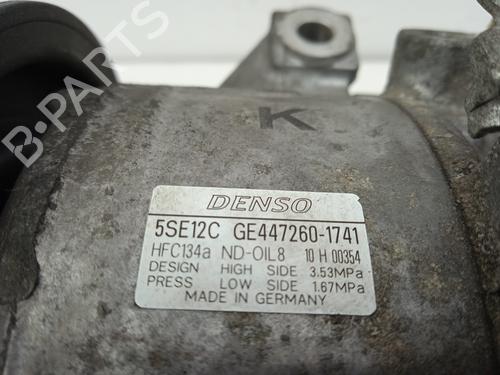 K
DENSO
5SE12C GE447260-1741
HFC134a ND-OIL8 10 H 00354
DESIGN HIGH SIDE 3.53MPa
PRESS LOW SIDE 1.67MPa
MADE IN GERMANY
B-PARTS